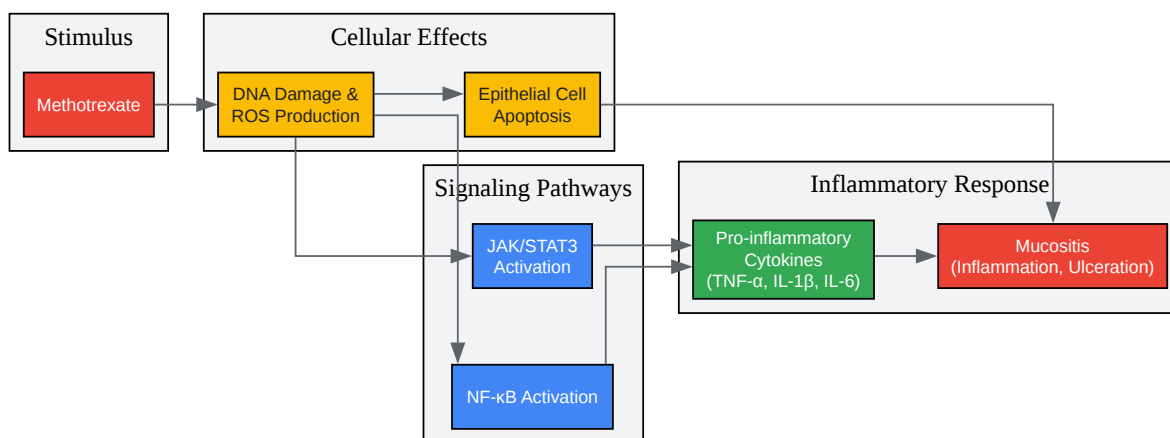 Stimulus
Methotrexate
Cellular Effects
DNA Damage &
ROS Production
Epithelial Cell
Apoptosis
Signaling Pathways
JAK/STAT3
Activation
NF-κB Activation
Inflammatory Response
Pro-inflammatory
Cytokines
(TNF-α, IL-1β, IL-6)
Mucositis
(Inflammation, Ulceration)